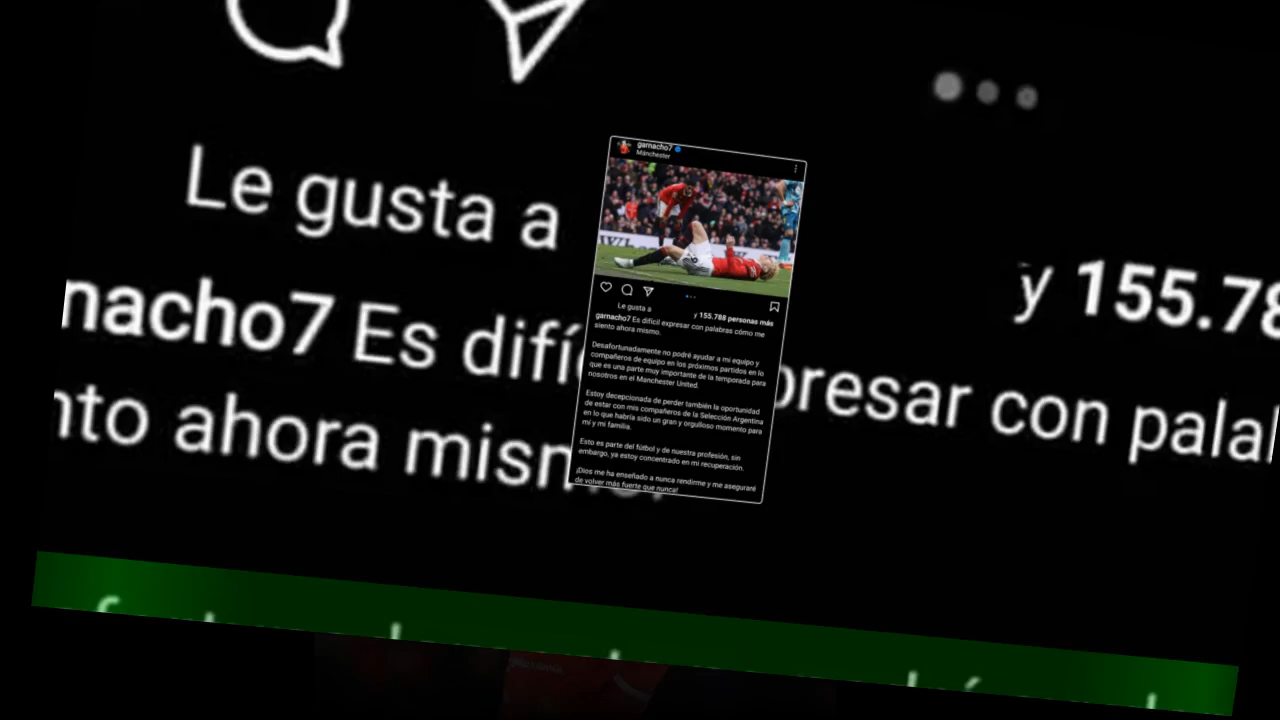 Le gusta a
y 155.78
nacho7 Es difí
presar con palal
nto ahora mism
garnacho7
Mánchester
Le gusta a y 155.788 personas más
garnacho7 Es difícil expresar con palabras cómo me
siento ahora mismo.
Desafortunadamente no podré ayudar a mi equipo y
compañeros de equipo en los próximos partidos en lo
que es una parte muy importante de la temporada para
nosotros en el Manchester United.
Estoy decepcionada de perder también la oportunidad
de estar con mis compañeros de la Selección Argentina
en lo que habría sido un gran y orgulloso momento para
mí y mi familia.
Esto es parte del fútbol y de nuestra profesión, sin
embargo, ya estoy concentrado en mi recuperación.
¡Dios me ha enseñado a nunca rendirme y me aseguraré
de volver más fuerte que nunca!